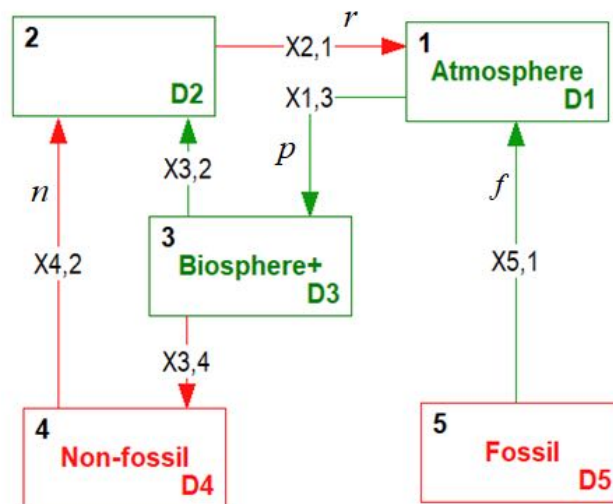 2
D2
X2,1
r
1
Atmosphere
D1
X1,3
p
n
X3,2
f
3
Biosphere+
D3
X4,2
X5,1
X3,4
4
Non-fossil
D4
5
Fossil
D5